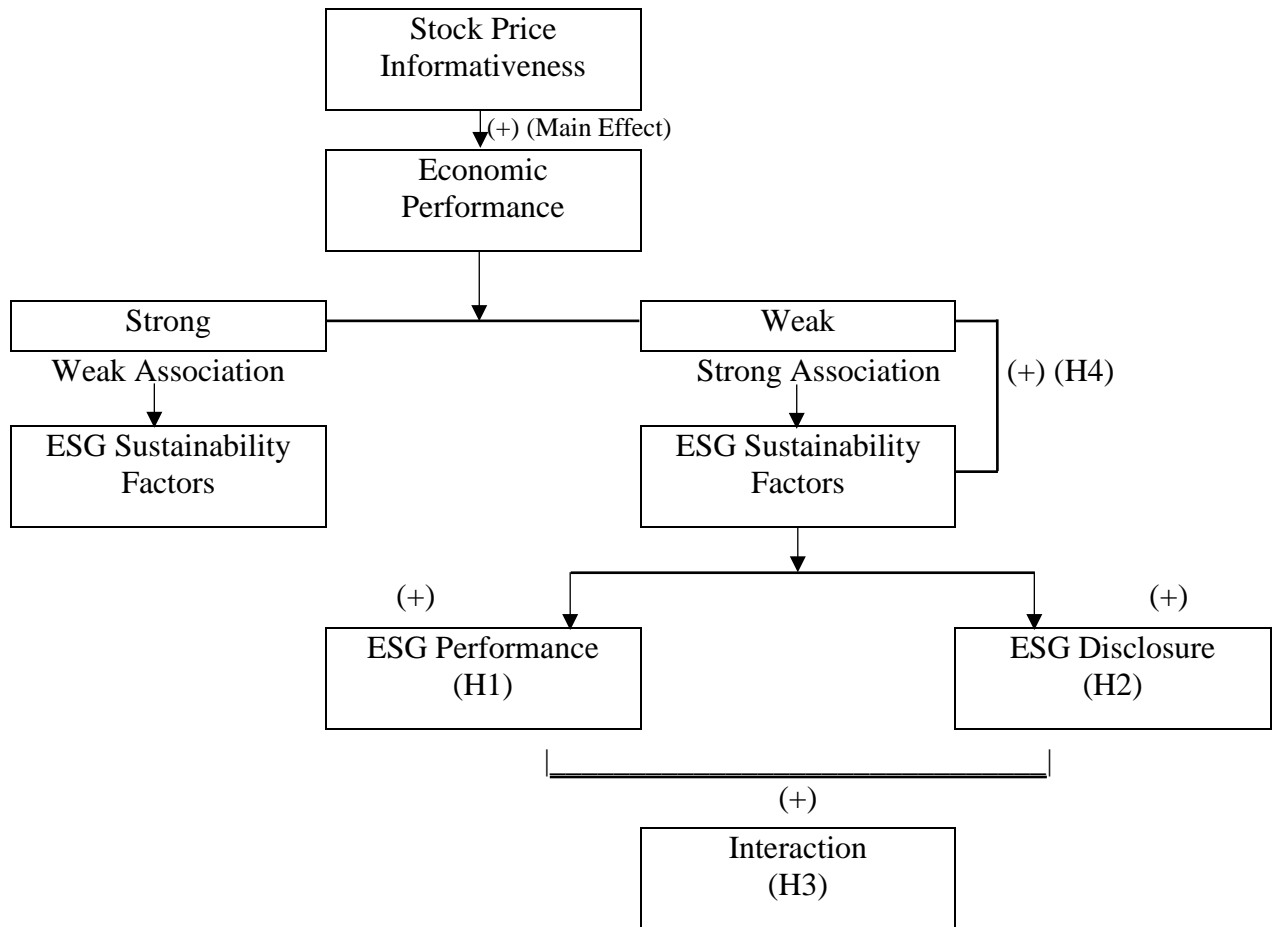 Stock Price
Informativeness
(+) (Main Effect)
Economic
Performance
Strong
Weak
Weak Association
Strong Association
(+) (H4)
ESG Sustainability
Factors
ESG Sustainability
Factors
(+)
(+)
ESG Performance
(H1)
ESG Disclosure
(H2)
(+)
Interaction
(H3)